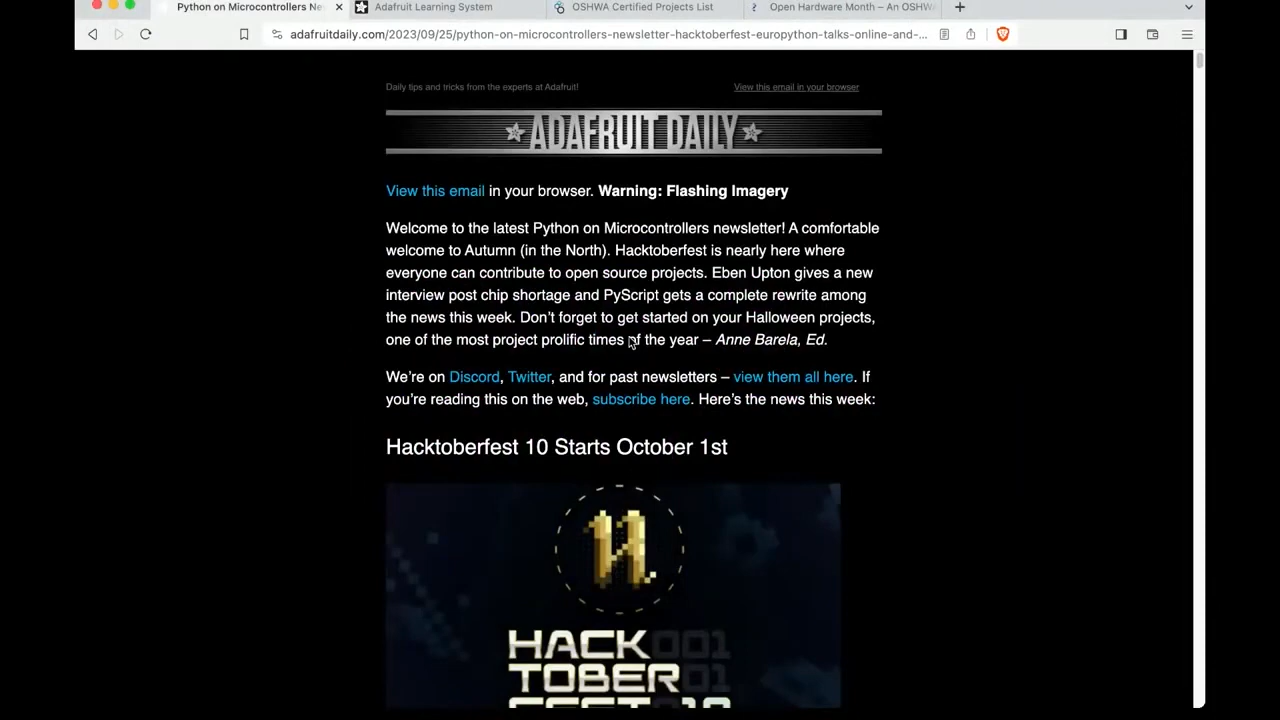 Python on Microcontrollers Ne
Adafruit Learning System
OSHWA Certified Projects List
Open Hardware Month – An OSHWA
adafruitdaily.com/2023/09/25/python-on-microcontrollers-newsletter-hacktoberfest-europython-talks-online-and-...
Daily tips and tricks from the experts at Adafruit!
View this email in your browser
ADAFRUIT DAILY
View this email in your browser. Warning: Flashing Imagery
Welcome to the latest Python on Microcontrollers newsletter! A comfortable
welcome to Autumn (in the North). Hacktoberfest is nearly here where
everyone can contribute to open source projects. Eben Upton gives a new
interview post chip shortage and PyScript gets a complete rewrite among
the news this week. Don't forget to get started on your Halloween projects,
one of the most project prolific times of the year – Anne Barela, Ed.
We're on Discord, Twitter, and for past newsletters – view them all here. If
you're reading this on the web, subscribe here. Here's the news this week:
Hacktoberfest 10 Starts October 1st
HACK001
TOBER01
FEST010